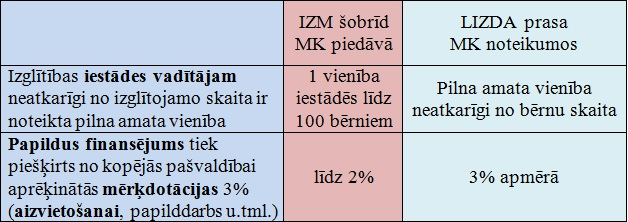 IZM šobrīd
MK piedāvā
LIZDA prasa
MK noteikumos
Izglītības iestādes vadītājam
neatkarīgi no izglītojamo skaita ir
noteikta pilna amata vienība
1 vienība
iestādēs līdz
100 bērniem
Pilna amata vienība
neatkarīgi no bērnu skaita
Papildus finansējums tiek
piešķirts no kopējās pašvaldībai
aprēķinātās mērķdotācijas 3%
(aizvietošanai, papilddarbs u.tml.)
līdz 2%
3% apmērā